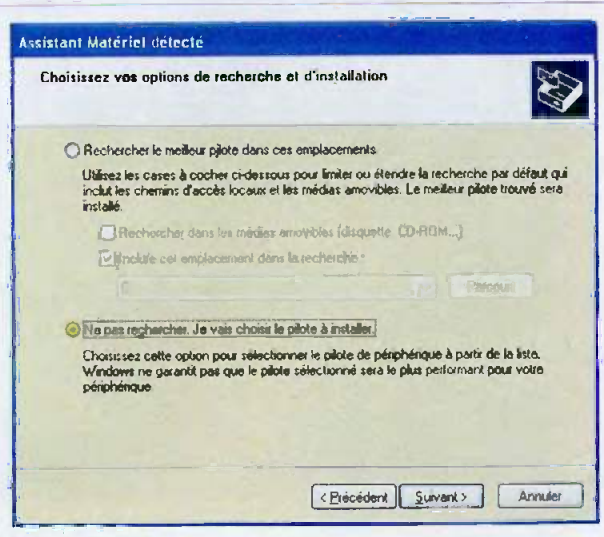 Assistant Matériel détecté
Choisissez vos options de recherche et d'installation
Rechercher le meilleur pilote dans ces emplacements
Utilisez les cases à cocher ci-dessous pour limiter ou étendre la recherche par défaut qui
inclut les chemins d'accès locaux et les médias amovibles. Le meilleur pilote trouvé sera
installé.
Rechercher dans les médias amovibles (disquette, CD-ROM...)
Inclure cet emplacement dans la recherche :
Parcourir
Ne pas rechercher. Je vais choisir le pilote à installer.
Choisissez cette option pour sélectionner le pilote de périphérique à partir de la liste.
Windows ne garantit pas que le pilote sélectionné sera le plus performant pour votre
périphérique
< Précédent Suivant > Annuler